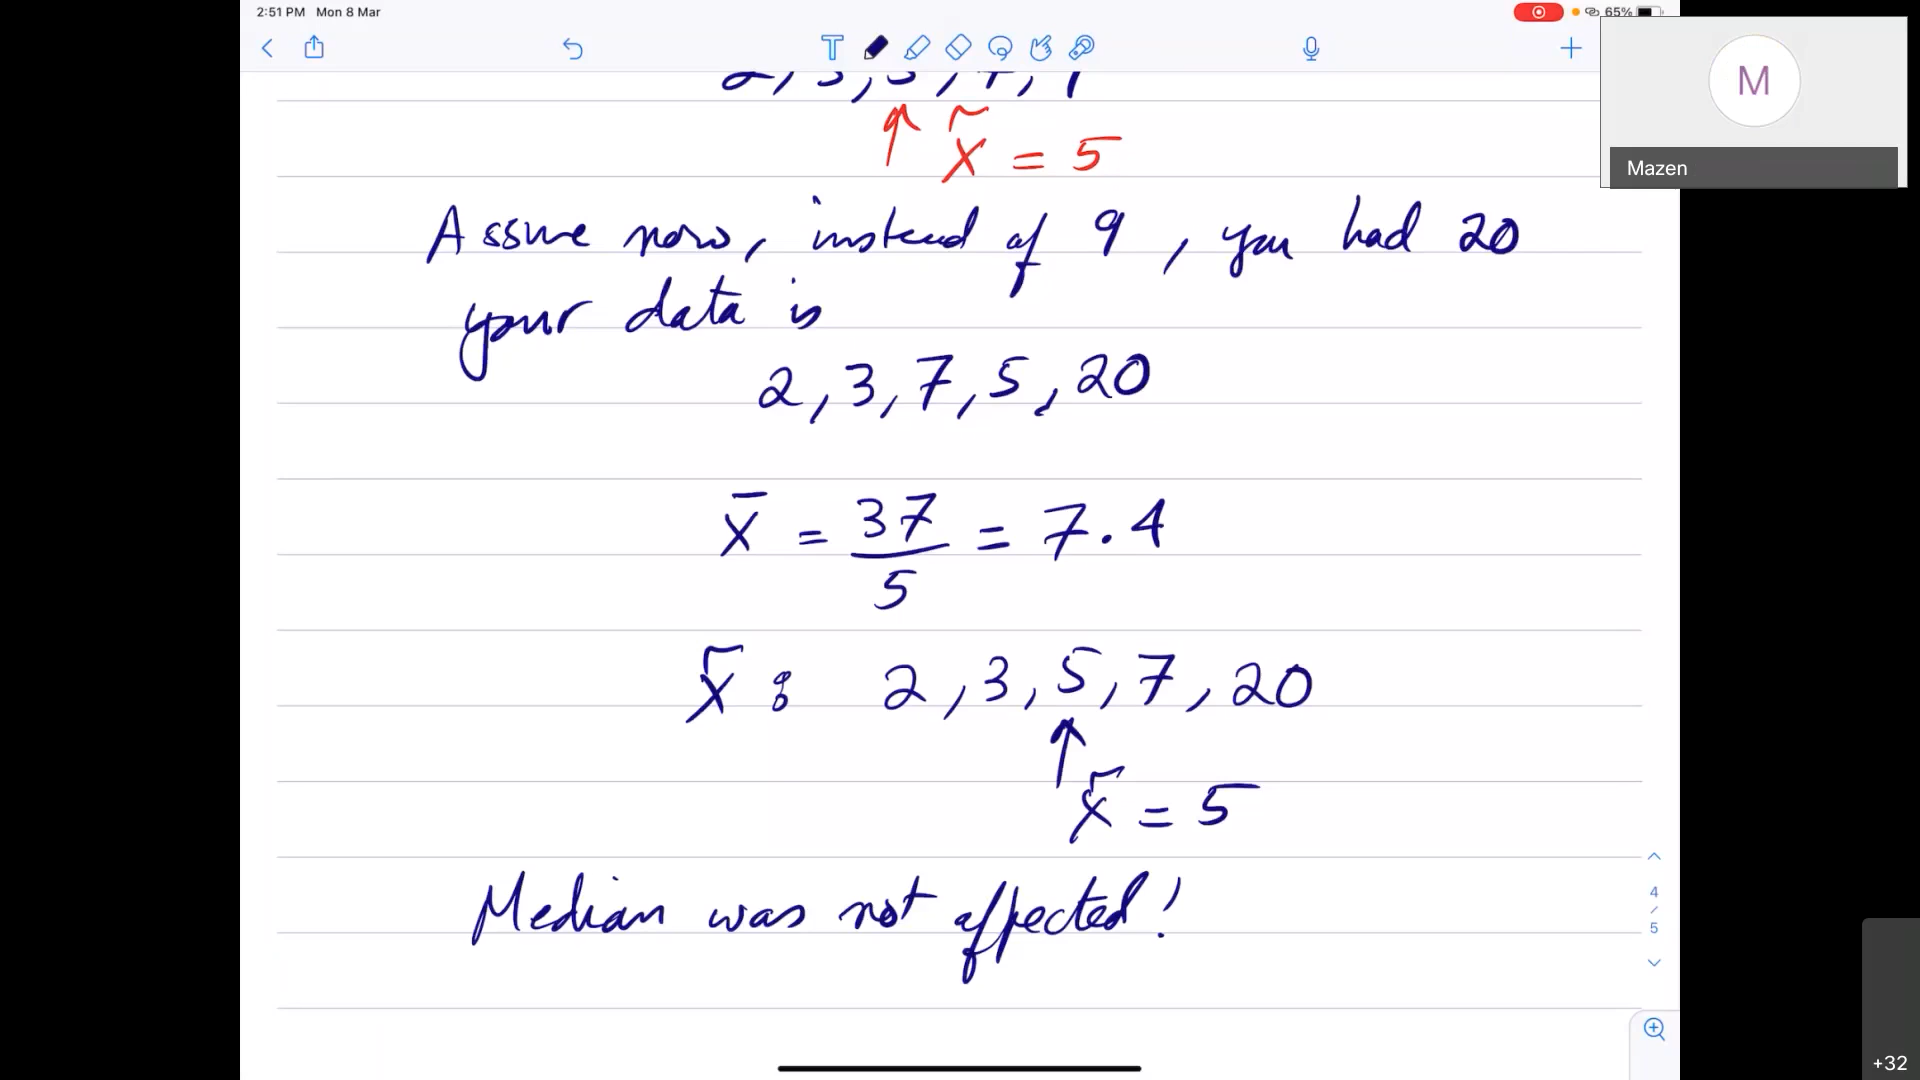 2:51 PM Mon 8 Mar
65%
M
Mazen
x̃ = 5
Assume now, instead of 9, you had 20
your data is
2, 3, 7, 5, 20
x̄ = 37/5 = 7.4
x̃ : 2, 3, 5, 7, 20
x̃ = 5
Median was not affected!
4/5
+32